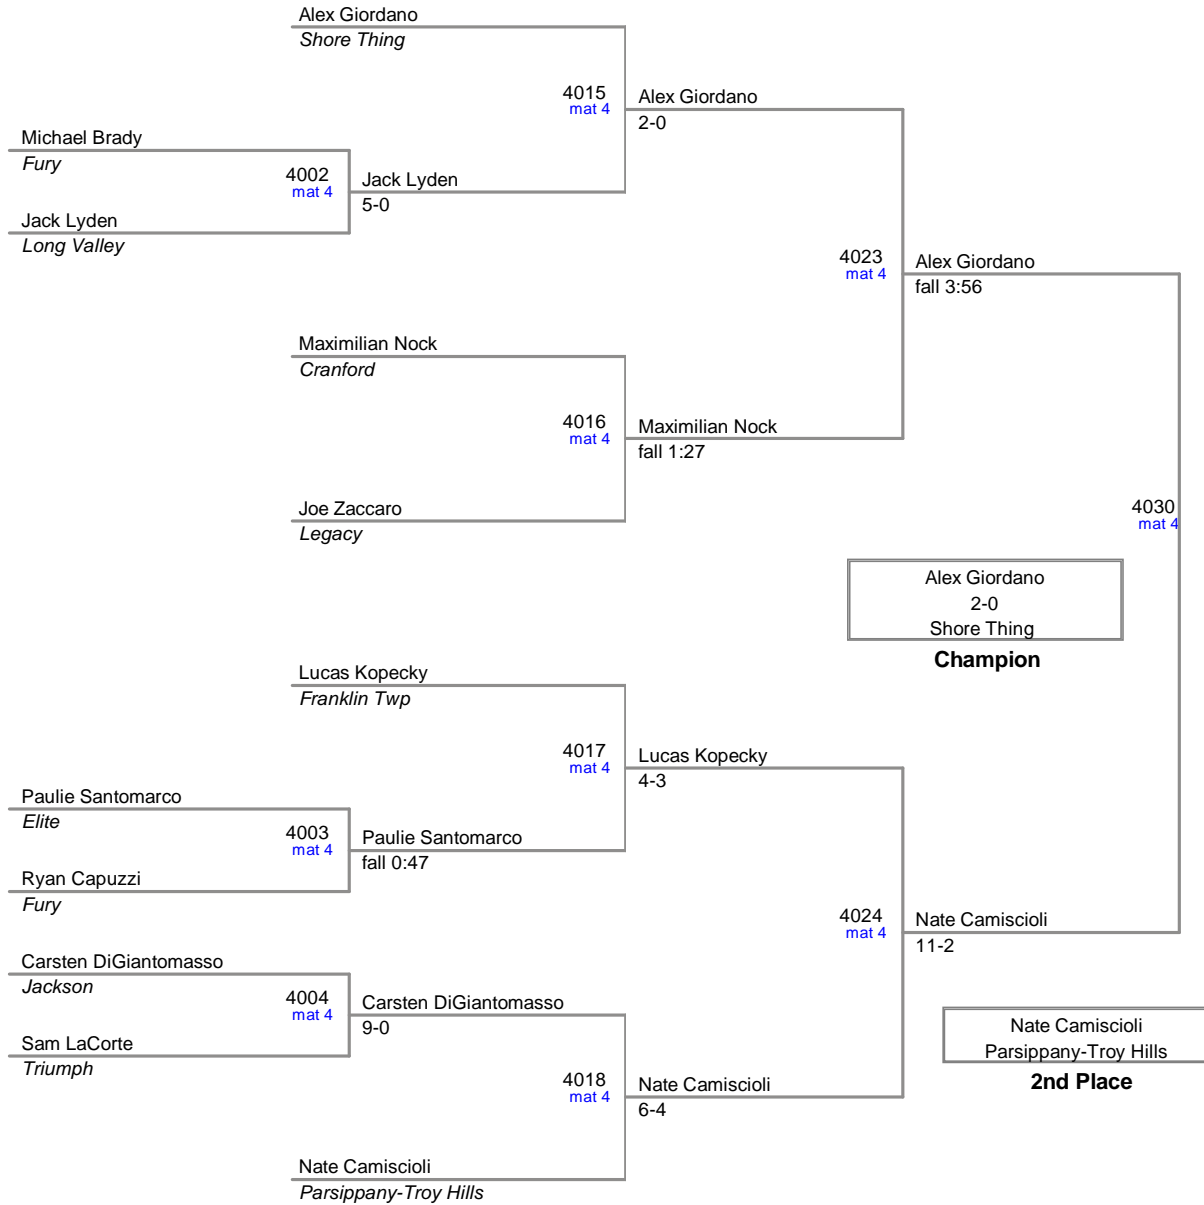 Alex Giordano
Shore Thing
4015
mat 4
Alex Giordano
2-0
Michael Brady
Fury
4002
mat 4
Jack Lyden
5-0
Jack Lyden
Long Valley
4023
mat 4
Alex Giordano
fall 3:56
Maximilian Nock
Cranford
4016
mat 4
Maximilian Nock
fall 1:27
Joe Zaccaro
Legacy
4030
mat 4
Alex Giordano
2-0
Shore Thing
Champion
Lucas Kopecky
Franklin Twp
4017
mat 4
Lucas Kopecky
4-3
Paulie Santomarco
Elite
4003
mat 4
Paulie Santomarco
fall 0:47
Ryan Capuzzi
Fury
4024
mat 4
Nate Camiscioli
11-2
Carsten DiGiantomasso
Jackson
4004
mat 4
Carsten DiGiantomasso
9-0
Sam LaCorte
Triumph
Nate Camiscioli
Parsippany-Troy Hills
2nd Place
4018
mat 4
Nate Camiscioli
6-4
Nate Camiscioli
Parsippany-Troy Hills